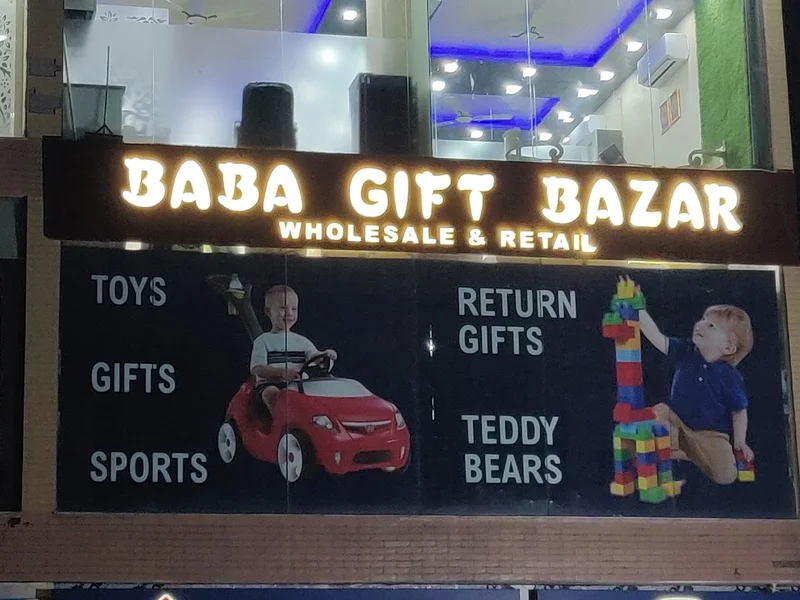 BABA GIFT BAZAR
WHOLESALE & RETAIL
TOYS
GIFTS
SPORTS
RETURN
GIFTS
TEDDY
BEARS